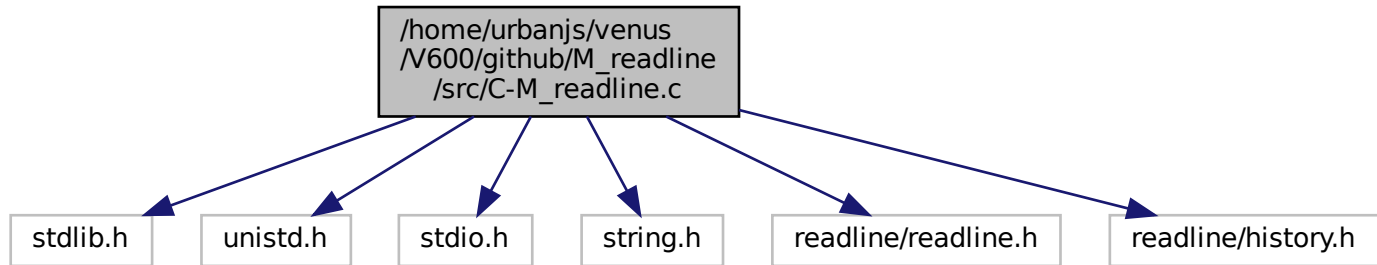 /home/urbanjs/venus
/V600/github/M_readline
/src/C-M_readline.c
stdlib.h
unistd.h
stdio.h
string.h
readline/readline.h
readline/history.h